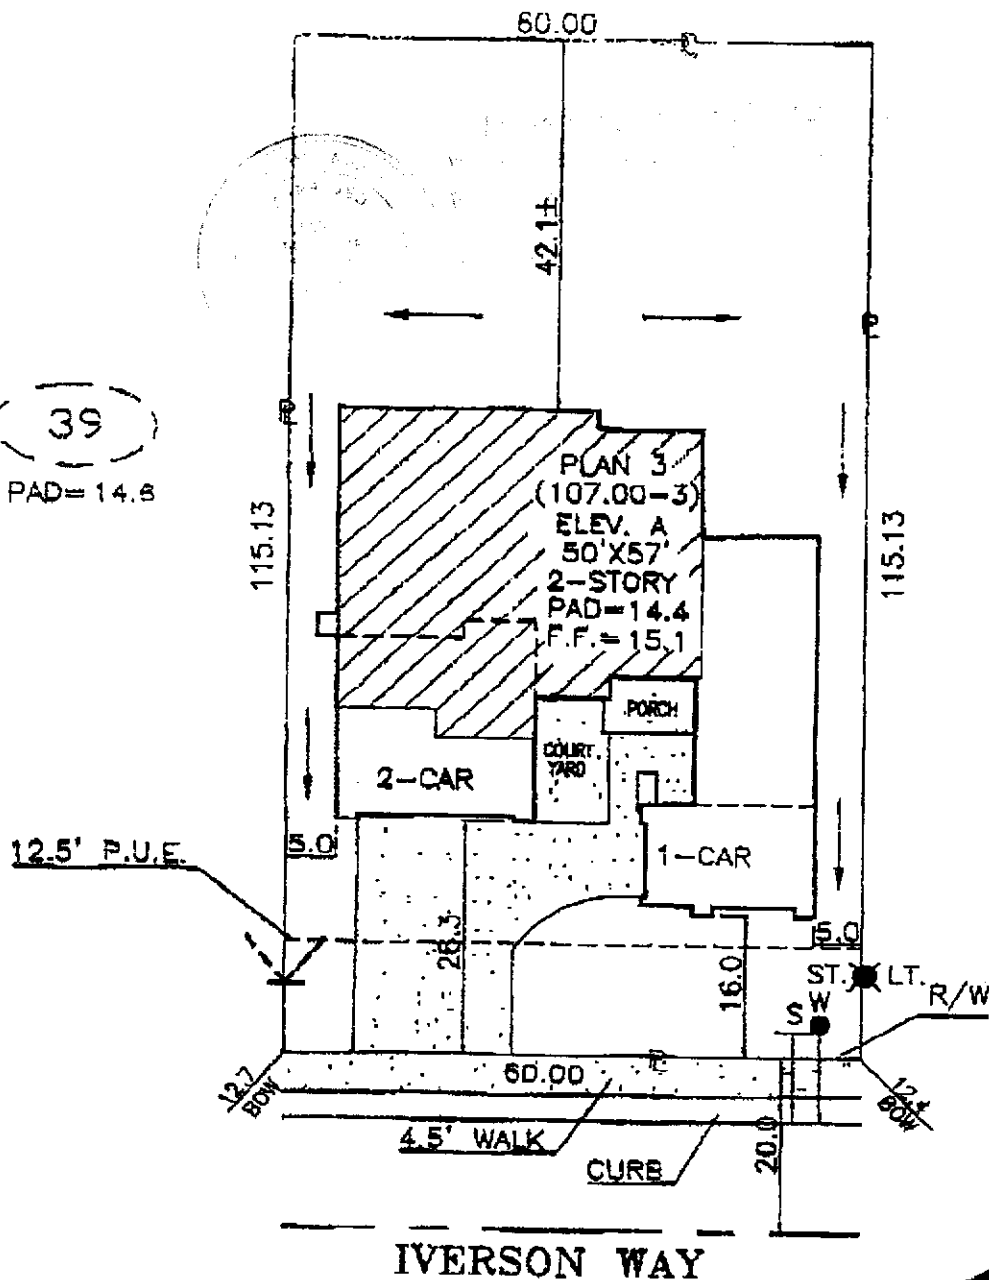 60.00
42.1±
39
PAD=14.6
115.13
115.13
PLAN 3
(107.00-3)
ELEV. A
50'X57'
2-STORY
PAD=14.4
F.F.=15.1
PORCH
COURT
YARD
2-CAR
1-CAR
12.5' P.U.E.
5.0
5.0
16.0
ST. LT.
S W
R/W
12.7
BOW
60.00
BOW
4.5' WALK
20.0
CURB
IVERSON WAY